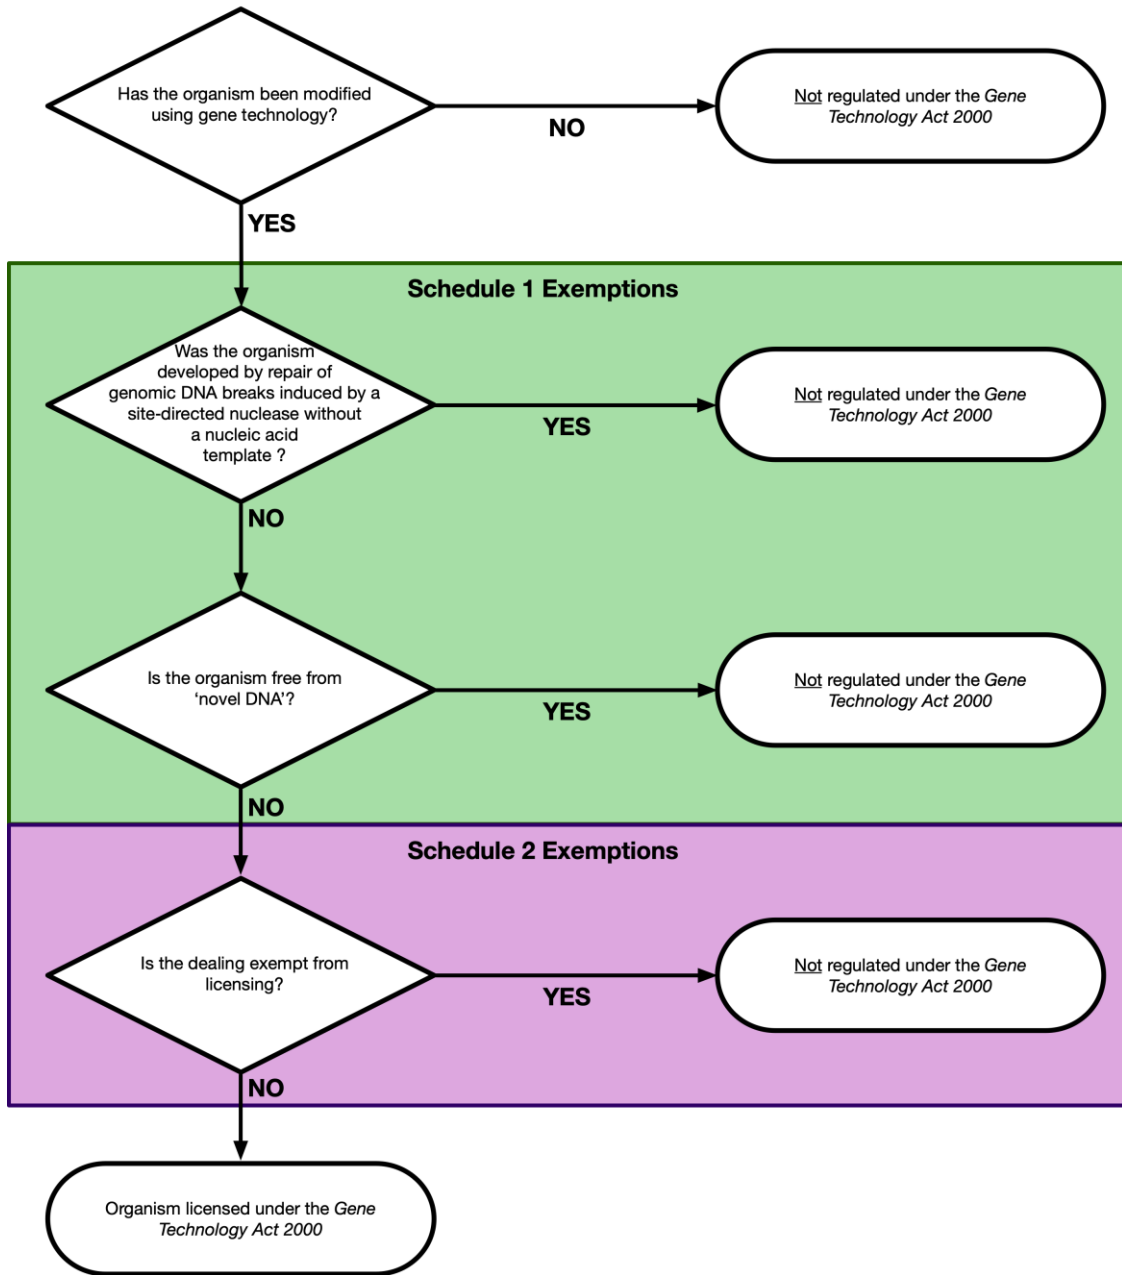 Has the organism been modified
using gene technology?
NO
Not regulated under the Gene
Technology Act 2000
YES
Schedule 1 Exemptions
Was the organism
developed by repair of
genomic DNA breaks induced by a
site-directed nuclease without
a nucleic acid
template ?
YES
Not regulated under the Gene
Technology Act 2000
NO
Is the organism free from
‘novel DNA’?
YES
Not regulated under the Gene
Technology Act 2000
NO
Schedule 2 Exemptions
Is the dealing exempt from
licensing?
YES
Not regulated under the Gene
Technology Act 2000
NO
Organism licensed under the Gene
Technology Act 2000